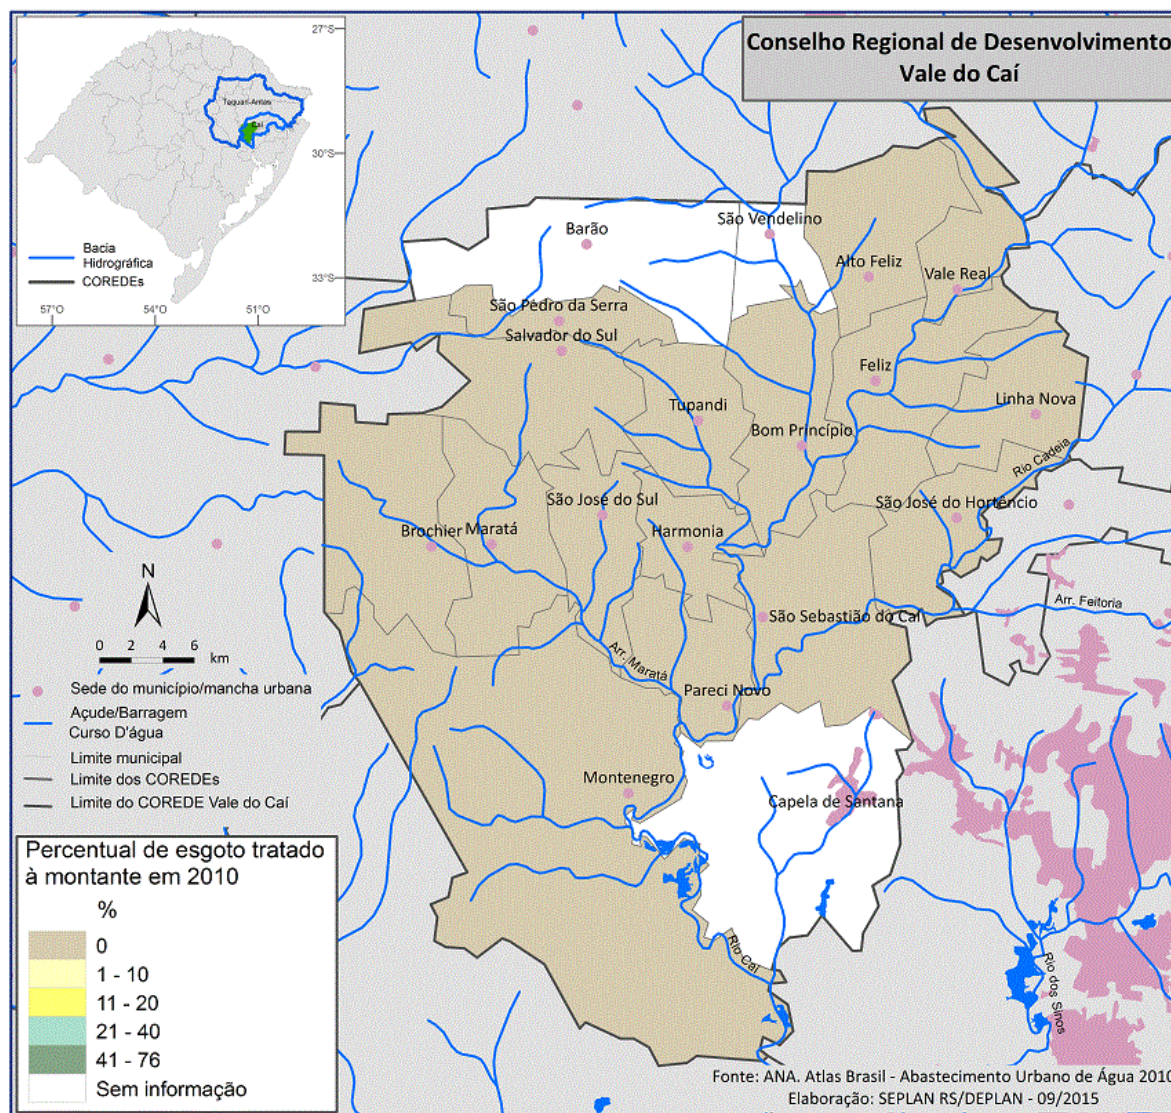 Conselho Regional de Desenvolvimento
Vale do Caí
27°S
30°S
33°S
57°0
54°0
51°0
Taquari-Antas
Caí
Bacia
Hidrográfica
COREDEs
Barão
São Vendelino
Alto Feliz
Vale Real
São Pedro da Serra
Salvador do Sul
Feliz
Linha Nova
Tupandi
Bom Princípio
Rio Cadeia
São José do Sul
São José do Hortêncio
Brochier
Maratá
Harmonia
Arr. Feitoria
São Sebastião do Caí
Arr. Maratá
Pareci Novo
Montenegro
Capela de Santana
Rio Caí
Rio dos Sinos
N
0 2 4 6
km
Sede do município/mancha urbana
Açude/Barragem
Curso D'água
Limite municipal
Limite dos COREDEs
Limite do COREDE Vale do Caí
Percentual de esgoto tratado
à montante em 2010
%
0
1 - 10
11 - 20
21 - 40
41 - 76
Sem informação
Fonte: ANA. Atlas Brasil - Abastecimento Urbano de Água 2010
Elaboração: SEPLAN RS/DEPLAN - 09/2015